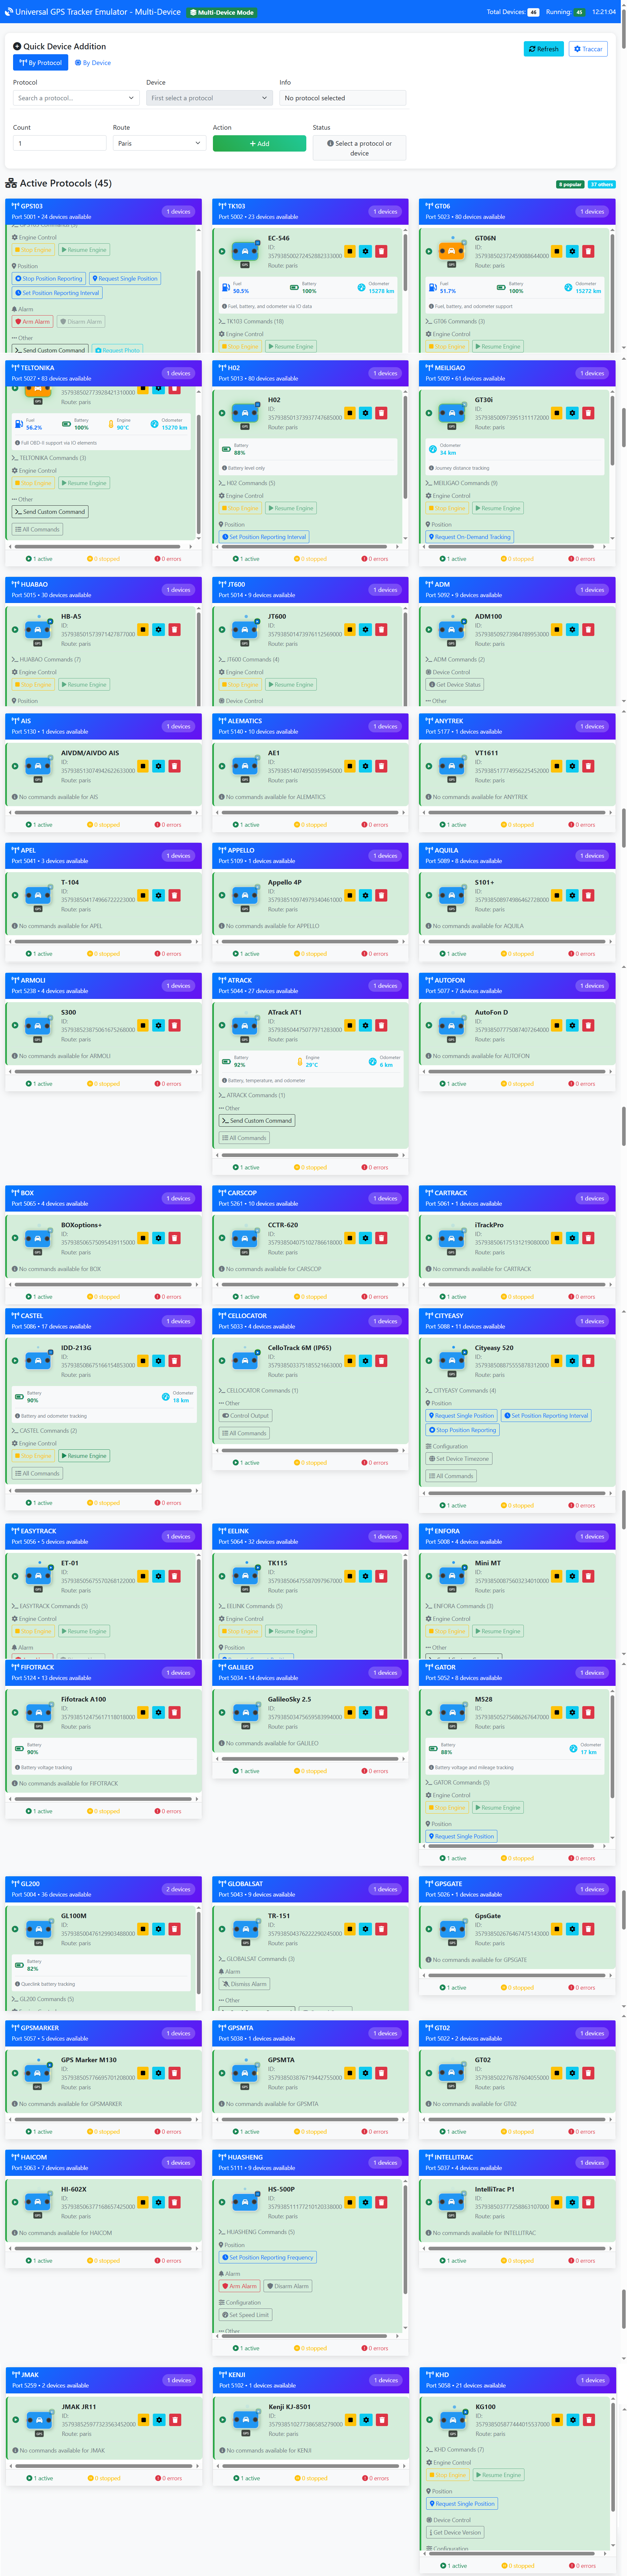 Universal GPS Tracker Emulator - Multi-Device Multi-Device Mode Total Devices: 45 Running: 45 12:21:04
Quick Device Addition Refresh Traccar
By Protocol By Device
Protocol Device Info
Search a protocol... First select a protocol No protocol selected
Count Route Action Status
1 Paris + Add Select a protocol or device
Active Protocols (45) 8 popular 37 others
GPS103
Port 5001 • 24 devices available 1 devices
Engine Control
Stop Engine Resume Engine
Position
Stop Position Reporting Request Single Position
Set Position Reporting Interval
Alarm
Arm Alarm Disarm Alarm
Other
Send Custom Command Request Photo
TK103
Port 5002 • 23 devices available 1 devices
EC-546
ID:
Route: paris
Fuel 50.5% Battery 100% Odometer 15278 km
Fuel, battery, and odometer via IO data
TK103 Commands (18)
Engine Control
Stop Engine Resume Engine
GT06
Port 5023 • 80 devices available 1 devices
GT06N
ID:
Route: paris
Fuel 51.7% Battery 100% Odometer 15272 km
Fuel, battery, and odometer support
GT06 Commands (3)
Engine Control
Stop Engine Resume Engine
TELTONIKA
Port 5027 • 83 devices available 1 devices
Route: paris
Fuel 56.2% Battery 100% Engine 90°C Odometer 15270 km
Full OBD-II support via IO elements
TELTONIKA Commands (3)
Engine Control
Stop Engine Resume Engine
Other
Send Custom Command
All Commands
1 active 0 stopped 0 errors
H02
Port 5013 • 74 devices available 1 devices
H02
ID:
Route: paris
Battery 88%
Battery level only
H02 Commands (5)
Engine Control
Stop Engine Resume Engine
Position
Set Position Reporting Interval
1 active 0 stopped 0 errors
MEILIGAO
Port 5009 • 61 devices available 1 devices
GT30i
ID:
Route: paris
Odometer 34 km
Journey distance tracking
MEILIGAO Commands (8)
Engine Control
Stop Engine Resume Engine
Position
Request On-Demand Tracking
1 active 0 stopped 0 errors
HUABAO
Port 5015 • 30 devices available 1 devices
HB-A5
ID:
Route: paris
HUABAO Commands (7)
Engine Control
Stop Engine Resume Engine
Position
JT600
Port 5014 • 9 devices available 1 devices
JT600
ID:
Route: paris
JT600 Commands (4)
Engine Control
Stop Engine Resume Engine
Device Control
ADM
Port 5092 • 9 devices available 1 devices
ADM100
ID:
Route: paris
ADM Commands (2)
Device Control
Get Device Status
Other
AIS
Port 5130 • 1 devices available 1 devices
AIVDM/AIVDO AIS
ID:
Route: paris
No commands available for AIS
1 active 0 stopped 0 errors
ALEMATICS
Port 5140 • 10 devices available 1 devices
AE1
ID:
Route: paris
No commands available for ALEMATICS
1 active 0 stopped 0 errors
ANYTREK
Port 5177 • 1 devices available 1 devices
VT1611
ID:
Route: paris
No commands available for ANYTREK
1 active 0 stopped 0 errors
APEL
Port 5041 • 3 devices available 1 devices
T-104
ID:
Route: paris
No commands available for APEL
1 active 0 stopped 0 errors
APPELLO
Port 5109 • 1 devices available 1 devices
Appello 4P
ID:
Route: paris
No commands available for APPELLO
1 active 0 stopped 0 errors
AQUILA
Port 5089 • 8 devices available 1 devices
S101+
ID:
Route: paris
No commands available for AQUILA
1 active 0 stopped 0 errors
ARMOLI
Port 5238 • 4 devices available 1 devices
S300
ID:
Route: paris
No commands available for ARMOLI
1 active 0 stopped 0 errors
ATRACK
Port 5044 • 27 devices available 1 devices
ATrack AT1
ID:
Route: paris
Battery 92% Engine 29°C Odometer 6 km
Battery, temperature, and odometer
ATRACK Commands (1)
Other
Send Custom Command
All Commands
1 active 0 stopped 0 errors
AUTOFON
Port 5077 • 7 devices available 1 devices
AutoFon D
ID:
Route: paris
No commands available for AUTOFON
1 active 0 stopped 0 errors
BOX
Port 5065 • 4 devices available 1 devices
BOXoptions+
ID:
Route: paris
No commands available for BOX
1 active 0 stopped 0 errors
CARSCOP
Port 5261 • 10 devices available 1 devices
CCTR-620
ID:
Route: paris
No commands available for CARSCOP
1 active 0 stopped 0 errors
CARTRACK
Port 5061 • 1 devices available 1 devices
iTrackPro
ID:
Route: paris
No commands available for CARTRACK
1 active 0 stopped 0 errors
CASTEL
Port 5086 • 17 devices available 1 devices
IDD-213G
ID:
Route: paris
Battery 90% Odometer 18 km
Battery and odometer tracking
CASTEL Commands (2)
Engine Control
Stop Engine Resume Engine
All Commands
1 active 0 stopped 0 errors
CELLOCATOR
Port 5033 • 4 devices available 1 devices
CelloTrack 6M (IP65)
ID:
Route: paris
CELLOCATOR Commands (1)
Other
Control Output
All Commands
1 active 0 stopped 0 errors
CITYEASY
Port 5088 • 11 devices available 1 devices
Cityeasy 520
ID:
Route: paris
CITYEASY Commands (4)
Position
Request Single Position Set Position Reporting Interval
Stop Position Reporting
Configuration
Set Device Timezone
All Commands
1 active 0 stopped 0 errors
EASYTRACK
Port 5056 • 5 devices available 1 devices
ET-01
ID:
Route: paris
EASYTRACK Commands (5)
Engine Control
Stop Engine Resume Engine
Alarm
EELINK
Port 5064 • 32 devices available 1 devices
TK115
ID:
Route: paris
EELINK Commands (5)
Engine Control
Stop Engine Resume Engine
Position
ENFORA
Port 5008 • 4 devices available 1 devices
Mini MT
ID:
Route: paris
ENFORA Commands (3)
Engine Control
Stop Engine Resume Engine
Other
FIFOTRACK
Port 5124 • 13 devices available 1 devices
Fifotrack A100
ID:
Route: paris
Battery 90%
Battery voltage tracking
No commands available for FIFOTRACK
1 active 0 stopped 0 errors
GALILEO
Port 5034 • 14 devices available 1 devices
GalileoSky 2.5
ID:
Route: paris
No commands available for GALILEO
1 active 0 stopped 0 errors
GATOR
Port 5052 • 8 devices available 1 devices
M528
ID:
Route: paris
Battery 88% Odometer 17 km
Battery voltage and mileage tracking
GATOR Commands (5)
Engine Control
Stop Engine Resume Engine
Position
Request Single Position
1 active 0 stopped 0 errors
GL200
Port 5004 • 36 devices available 2 devices
GL100M
ID:
Route: paris
Battery 82%
Queclink battery tracking
GL200 Commands (5)
GLOBALSAT
Port 5043 • 9 devices available 1 devices
TR-151
ID:
Route: paris
GLOBALSAT Commands (3)
Alarm
Dismiss Alarm
Other
GPSGATE
Port 5026 • 1 devices available 1 devices
GpsGate
ID:
Route: paris
No commands available for GPSGATE
1 active 0 stopped 0 errors
GPSMARKER
Port 5057 • 5 devices available 1 devices
GPS Marker M130
ID:
Route: paris
No commands available for GPSMARKER
1 active 0 stopped 0 errors
GPSMTA
Port 5038 • 1 devices available 1 devices
GPSMTA
ID:
Route: paris
No commands available for GPSMTA
1 active 0 stopped 0 errors
GT02
Port 5022 • 2 devices available 1 devices
GT02
ID:
Route: paris
No commands available for GT02
1 active 0 stopped 0 errors
HAICOM
Port 5063 • 7 devices available 1 devices
HI-602X
ID:
Route: paris
No commands available for HAICOM
1 active 0 stopped 0 errors
HUASHENG
Port 5111 • 9 devices available 1 devices
HS-500P
ID:
Route: paris
HUASHENG Commands (5)
Position
Set Position Reporting Frequency
Alarm
Arm Alarm Disarm Alarm
Configuration
Set Speed Limit
Other
1 active 0 stopped 0 errors
INTELLITRAC
Port 5037 • 4 devices available 1 devices
IntelliTrac P1
ID:
Route: paris
No commands available for INTELLITRAC
1 active 0 stopped 0 errors
JMAK
Port 5259 • 2 devices available 1 devices
JMAK JR11
ID:
Route: paris
No commands available for JMAK
1 active 0 stopped 0 errors
KENJI
Port 5102 • 1 devices available 1 devices
Kenji KJ-8501
ID:
Route: paris
No commands available for KENJI
1 active 0 stopped 0 errors
KHD
Port 5058 • 21 devices available 1 devices
KG100
ID:
Route: paris
KHD Commands (7)
Engine Control
Stop Engine Resume Engine
Position
Request Single Position
Device Control
Get Device Version
Configuration
1 active 0 stopped 0 errors